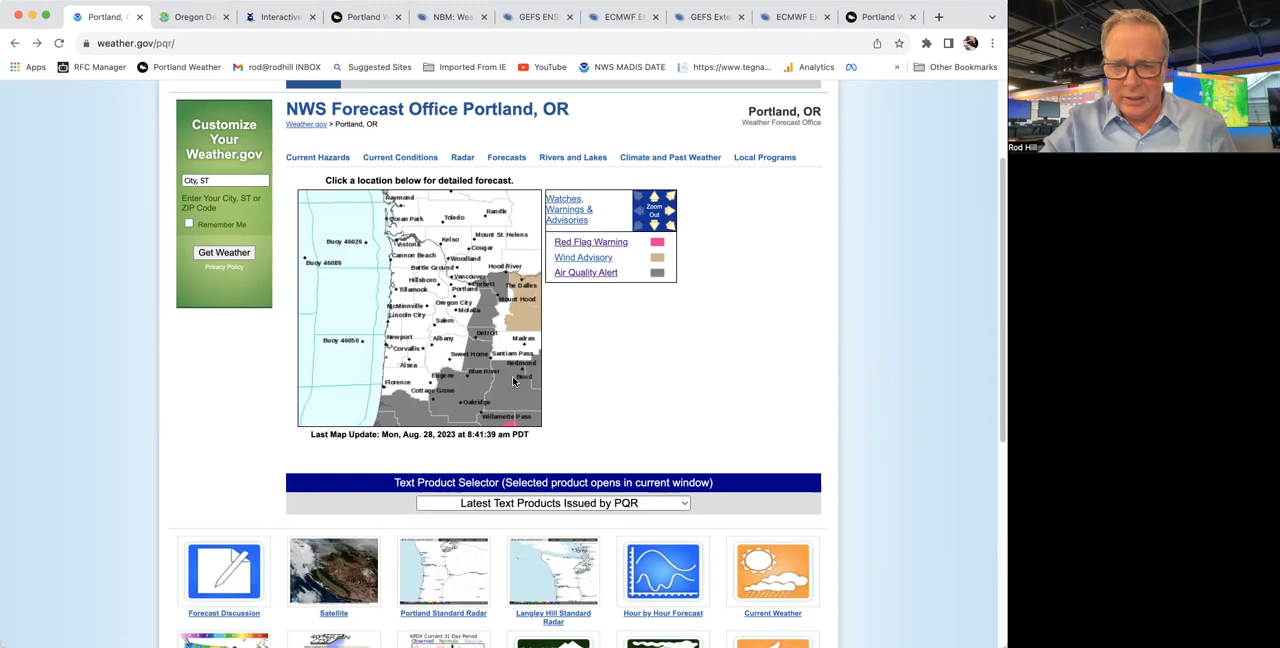 Portland, C
Oregon De
Interactive
Portland W
NBM: Wea
GEFS ENS
ECMWF EN
GEFS Exte
ECMWF E
Portland W
weather.gov/pqr/
Apps
RFC Manager
Portland Weather
rod@rodhill INBOX
Suggested Sites
Imported From IE
YouTube
NWS MADIS DATE
https://www.tegna...
Analytics
»
Other Bookmarks
Customize
Your
Weather.gov
City, ST
Enter Your City, ST or
ZIP Code
Remember Me
Get Weather
Privacy Policy
NWS Forecast Office Portland, OR
Weather.gov > Portland, OR
Portland, OR
Weather Forecast Office
Current Hazards
Current Conditions
Radar
Forecasts
Rivers and Lakes
Climate and Past Weather
Local Programs
Click a location below for detailed forecast.
Raymond
Ocean Park
Toledo
Randle
Buoy 46029
Astoria
Kelso
Mount St. Helens
Cougar
Cannon Beach
Woodland
Buoy 46089
Battle Ground
Hood River
Hillsboro
Vancouver
Corbett
The Dalles
Tillamook
Portland
Mount Hood
McMinnville
Oregon City
Molalla
Lincoln City
Salem
Detroit
Newport
Albany
Madras
Buoy 46050
Corvallis
Sweet Home
Santiam Pass
Alsea
Redmond
Blue River
Bend
Florence
Eugene
Cottage Grove
Oakridge
Willamette Pass
Last Map Update: Mon, Aug. 28, 2023 at 8:41:39 am PDT
Watches,
Warnings &
Advisories
Zoom
Out
Red Flag Warning
Wind Advisory
Air Quality Alert
Text Product Selector (Selected product opens in current window)
Latest Text Products Issued by PQR
Forecast Discussion
Satellite
Portland Standard Radar
Langley Hill Standard
Radar
Hour by Hour Forecast
Current Weather
KPDX Current 31 Day Period
Observed Normals
Rod Hill